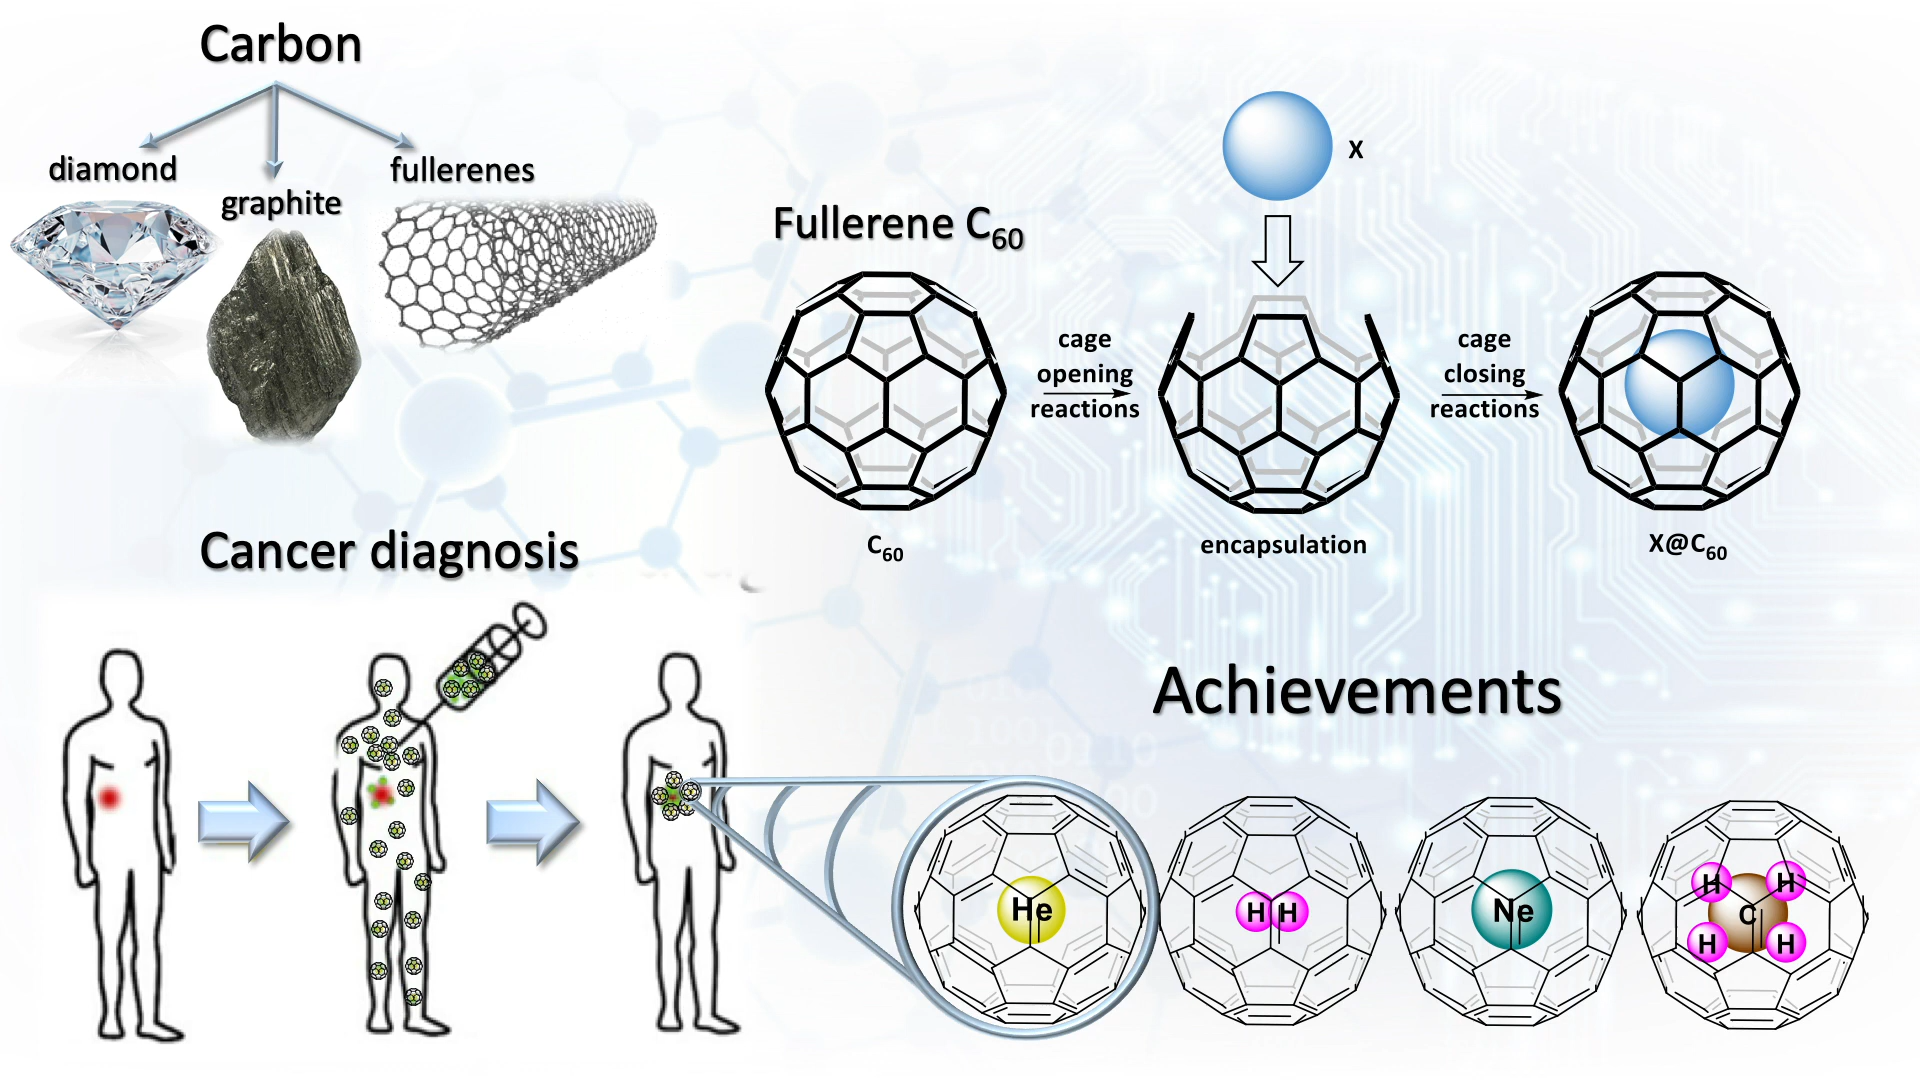 Carbon
diamond
graphite
fullerenes
X
Fullerene C₆₀
cage
opening
reactions
cage
closing
reactions
C₆₀
encapsulation
X@C₆₀
Cancer diagnosis
Achievements
He
H H
Ne
H H
C
H H